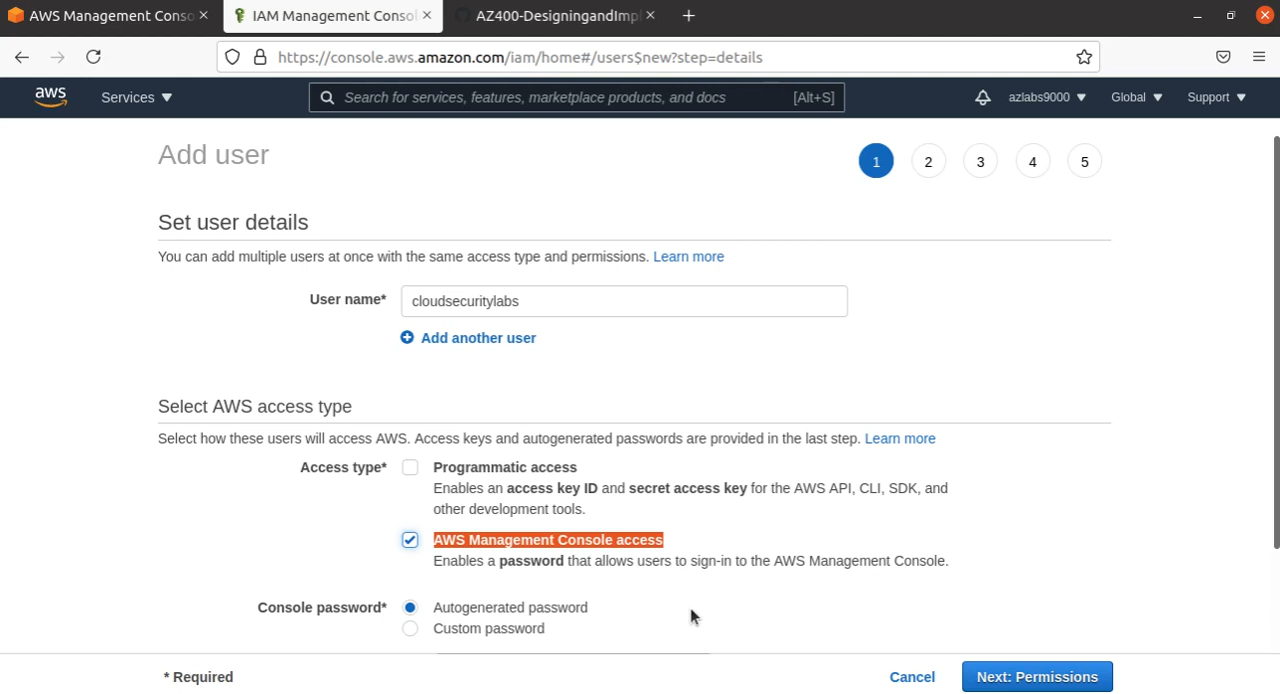 AWS Management Conso
IAM Management Consol
AZ400-DesigningandImpl
https://console.aws.amazon.com/iam/home#/users$new?step=details
aws
Services
Search for services, features, marketplace products, and docs
[Alt+S]
azlabs9000
Global
Support
Add user
1
2
3
4
5
Set user details
You can add multiple users at once with the same access type and permissions. Learn more
User name*
cloudsecuritylabs
Add another user
Select AWS access type
Select how these users will access AWS. Access keys and autogenerated passwords are provided in the last step. Learn more
Access type*
Programmatic access
Enables an access key ID and secret access key for the AWS API, CLI, SDK, and
other development tools.
AWS Management Console access
Enables a password that allows users to sign-in to the AWS Management Console.
Console password*
Autogenerated password
Custom password
* Required
Cancel
Next: Permissions